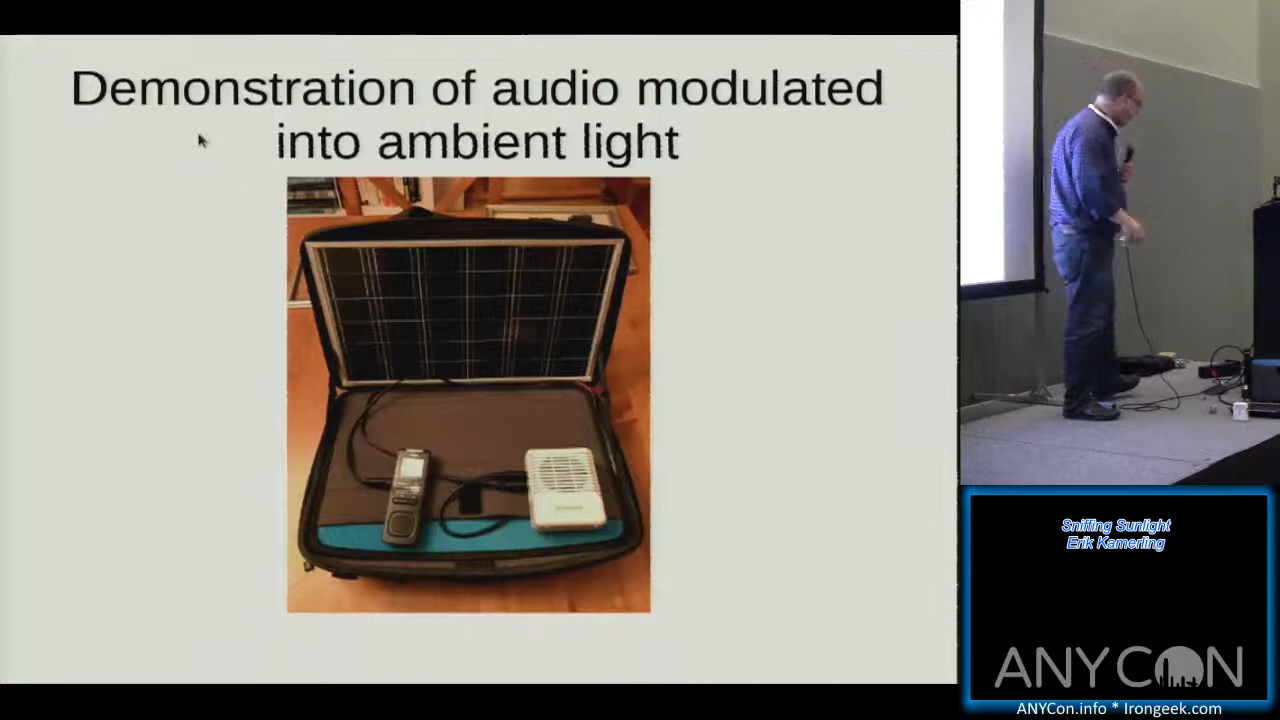 Demonstration of audio modulated
into ambient light
Sniffing Sunlight
Erik Kamerling
ANYCON
ANYCon.info * Irongeek.com